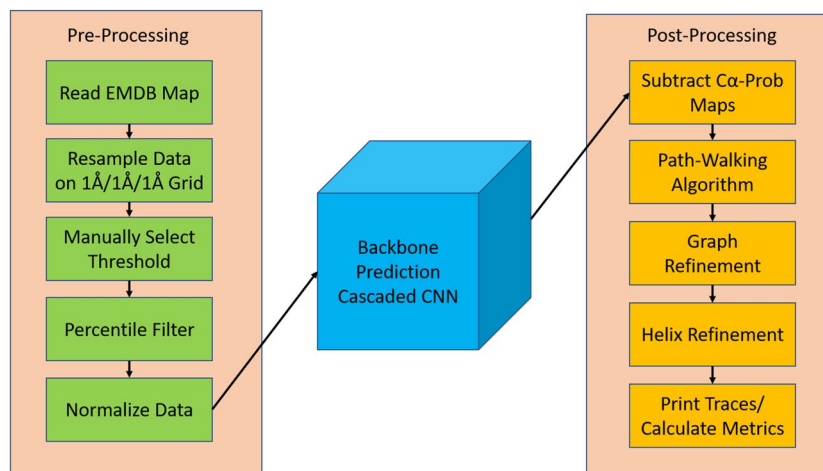 Pre-Processing
Read EMDB Map
Resample Data
on 1Å/1Å/1Å Grid
Manually Select
Threshold
Percentile Filter
Normalize Data
Backbone
Prediction
Cascaded CNN
Post-Processing
Subtract Cα-Prob
Maps
Path-Walking
Algorithm
Graph
Refinement
Helix Refinement
Print Traces/
Calculate Metrics